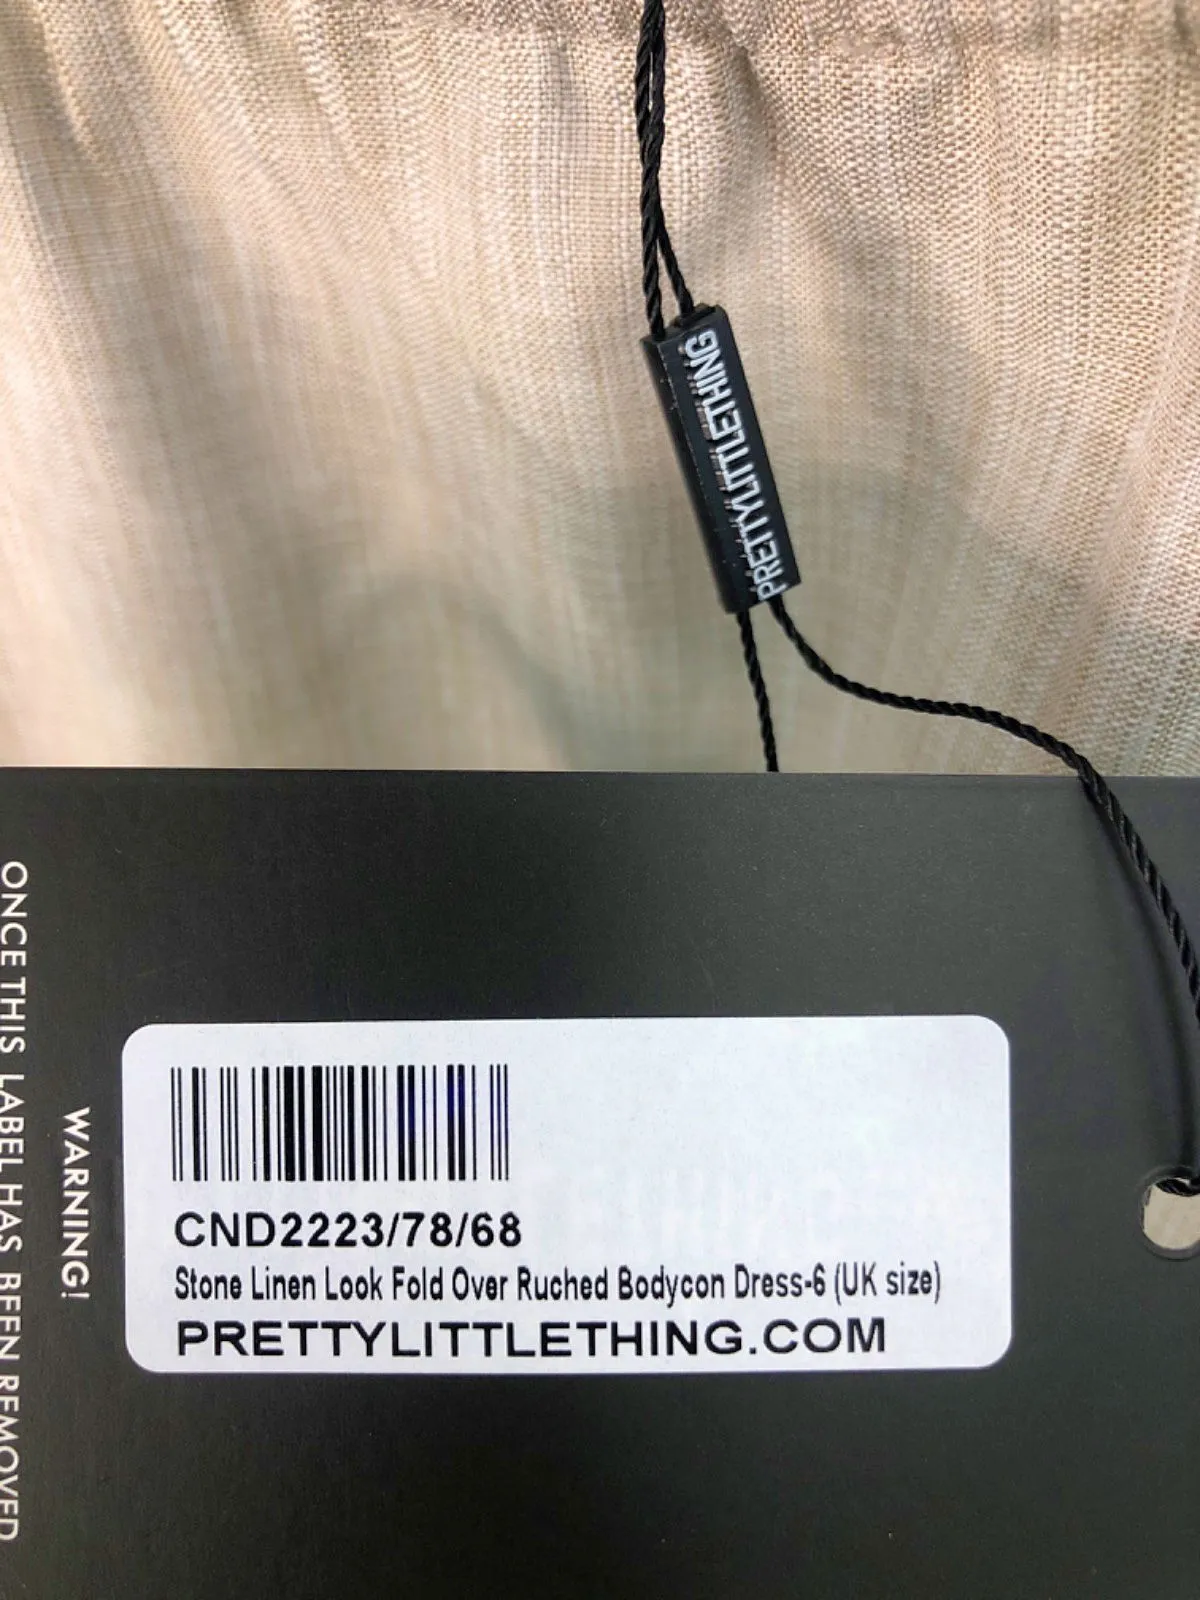 PRETTYLITTLETHING
WARNING!
ONCE THIS LABEL HAS BEEN REMOVED
CND2223/78/68
Stone Linen Look Fold Over Ruched Bodycon Dress-6 (UK size)
PRETTYLITTLETHING.COM